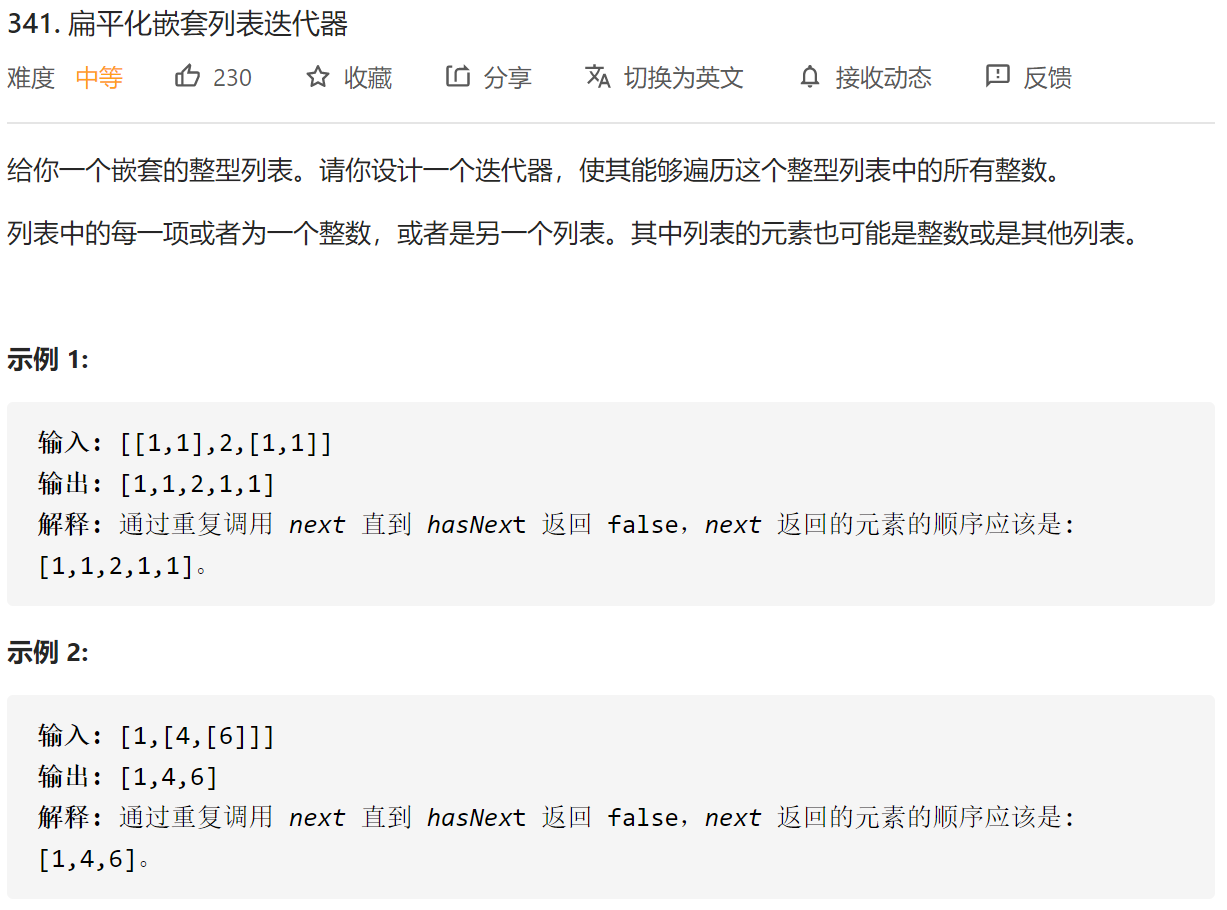 341. 扁平化嵌套列表迭代器
难度 中等 230 收藏 分享 切换为英文 接收动态 反馈
给你一个嵌套的整型列表。请你设计一个迭代器，使其能够遍历这个整型列表中的所有整数。
列表中的每一项或者为一个整数，或者是另一个列表。其中列表的元素也可能是整数或是其他列表。
示例 1:
输入: [[1,1],2,[1,1]]
输出: [1,1,2,1,1]
解释: 通过重复调用 next 直到 hasNext 返回 false，next 返回的元素的顺序应该是:
[1,1,2,1,1]。
示例 2:
输入: [1,[4,[6]]]
输出: [1,4,6]
解释: 通过重复调用 next 直到 hasNext 返回 false，next 返回的元素的顺序应该是:
[1,4,6]。